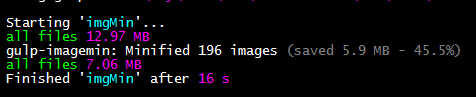 Starting 'imgMin'...
all files 12.97 MB
gulp-imagemin: Minified 196 images (saved 5.9 MB - 45.5%)
all files 7.06 MB
Finished 'imgMin' after 16 s